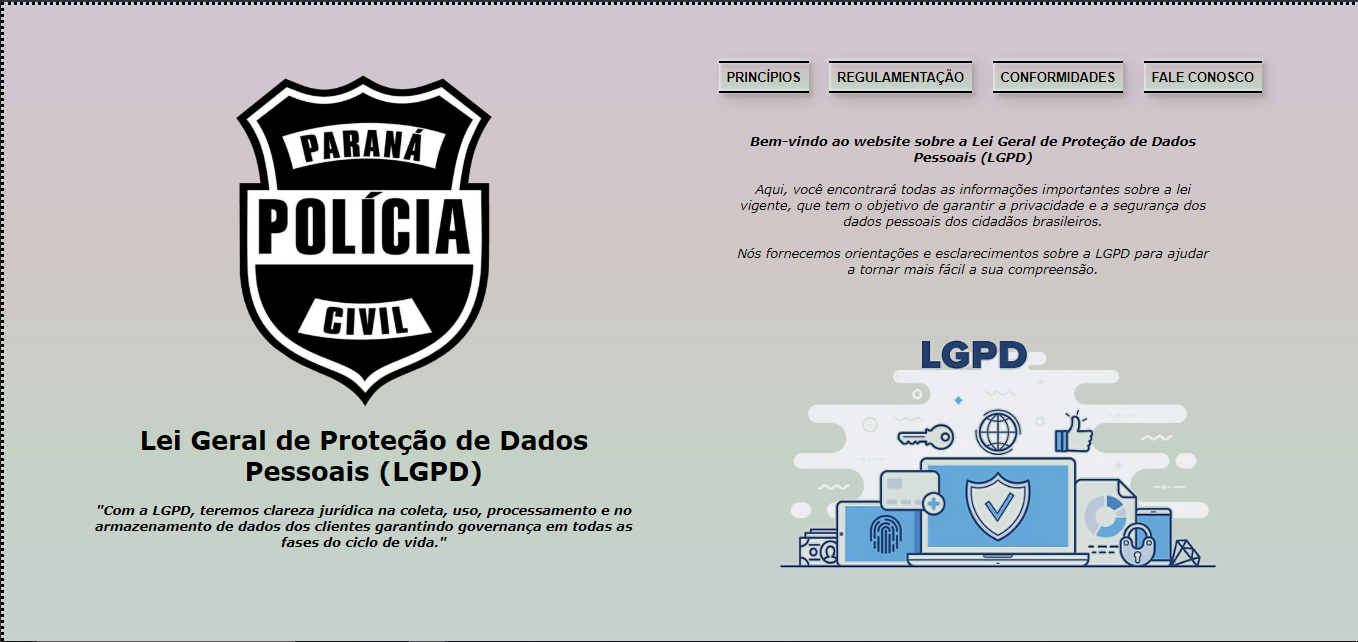 PARANÁ
POLÍCIA
CIVIL
Lei Geral de Proteção de Dados
Pessoais (LGPD)
"Com a LGPD, teremos clareza jurídica na coleta, uso, processamento e no
armazenamento de dados dos clientes garantindo governança em todas as
fases do ciclo de vida."
PRINCÍPIOS
REGULAMENTAÇÃO
CONFORMIDADES
FALE CONOSCO
Bem-vindo ao website sobre a Lei Geral de Proteção de Dados
Pessoais (LGPD)
Aqui, você encontrará todas as informações importantes sobre a lei
vigente, que tem o objetivo de garantir a privacidade e a segurança dos
dados pessoais dos cidadãos brasileiros.
Nós fornecemos orientações e esclarecimentos sobre a LGPD para ajudar
a tornar mais fácil a sua compreensão.
LGPD